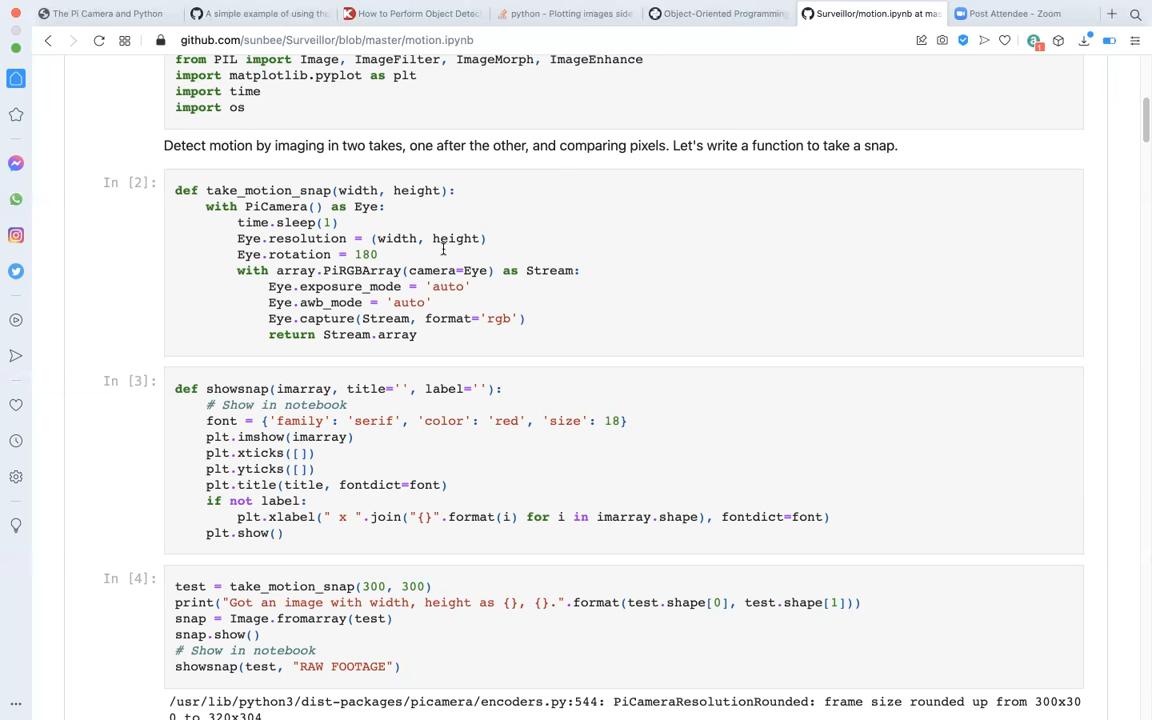 The Pi Camera and Python
A simple example of using the
How to Perform Object Detec
python - Plotting images side
Object-Oriented Programming
Surveillor/motion.ipynb at mas
Post Attendee - Zoom
github.com/sunbee/Surveillor/blob/master/motion.ipynb
1
from PIL import Image, ImageFilter, ImageMorph, ImageEnhance
import matplotlib.pyplot as plt
import time
import os
Detect motion by imaging in two takes, one after the other, and comparing pixels. Let's write a function to take a snap.
In [2]:
def take_motion_snap(width, height):
with PiCamera() as Eye:
time.sleep(1)
Eye.resolution = (width, height)
Eye.rotation = 180
with array.PiRGBArray(camera=Eye) as Stream:
Eye.exposure_mode = 'auto'
Eye.awb_mode = 'auto'
Eye.capture(Stream, format='rgb')
return Stream.array
In [3]:
def showsnap(imarray, title='', label=''):
# Show in notebook
font = {'family': 'serif', 'color': 'red', 'size': 18}
plt.imshow(imarray)
plt.xticks([])
plt.yticks([])
plt.title(title, fontdict=font)
if not label:
plt.xlabel(" x ".join("{}".format(i) for i in imarray.shape), fontdict=font)
plt.show()
In [4]:
test = take_motion_snap(300, 300)
print("Got an image with width, height as {}, {}.".format(test.shape[0], test.shape[1]))
snap = Image.fromarray(test)
snap.show()
# Show in notebook
showsnap(test, "RAW FOOTAGE")
/usr/lib/python3/dist-packages/picamera/encoders.py:544: PiCameraResolutionRounded: frame size rounded up from 300x30
0 to 320x304